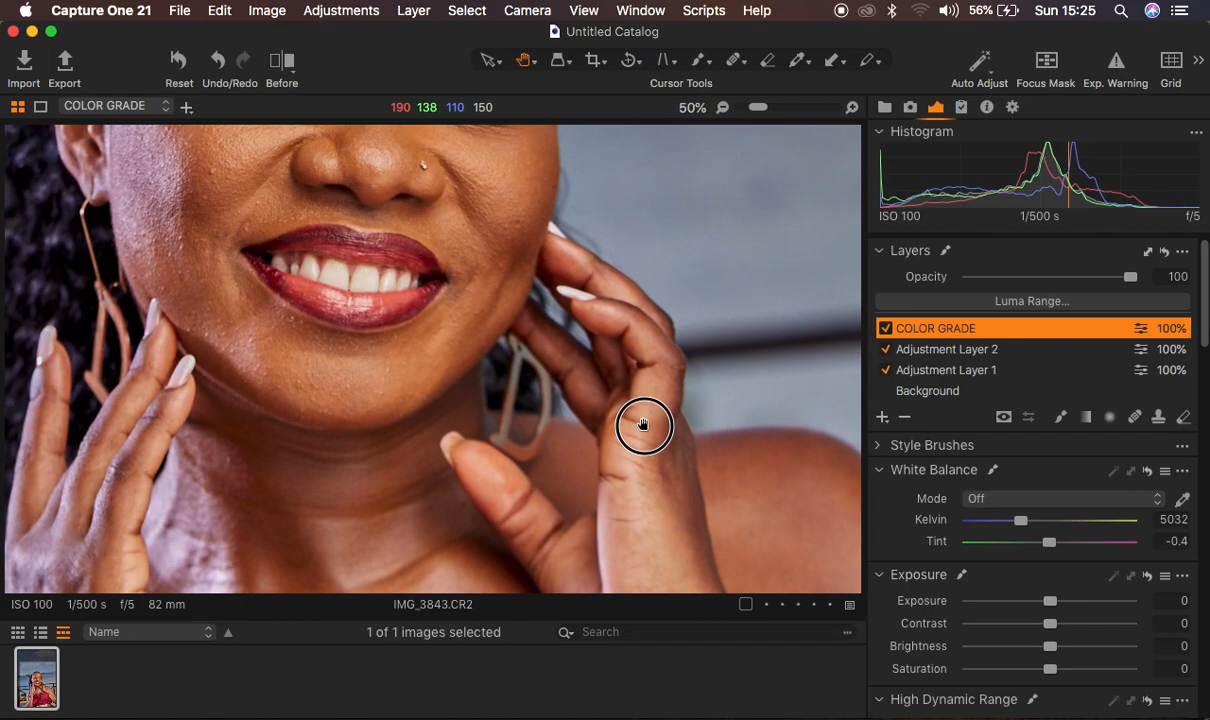 Capture One 21 File Edit Image Adjustments Layer Select Camera View Window Scripts Help 56% Sun 15:25
Untitled Catalog
Import Export Reset Undo/Redo Before Cursor Tools Auto Adjust Focus Mask Exp. Warning Grid
COLOR GRADE 190 138 110 150 50%
Histogram
ISO 100 1/500 s f/5
Layers
Opacity 100
Luma Range...
COLOR GRADE 100%
Adjustment Layer 2 100%
Adjustment Layer 1 100%
Background
Style Brushes
White Balance
Mode Off
Kelvin 5032
Tint -0.4
Exposure
Exposure 0
Contrast 0
Brightness 0
Saturation 0
High Dynamic Range
ISO 100 1/500 s f/5 82 mm IMG_3843.CR2
Name 1 of 1 images selected Search